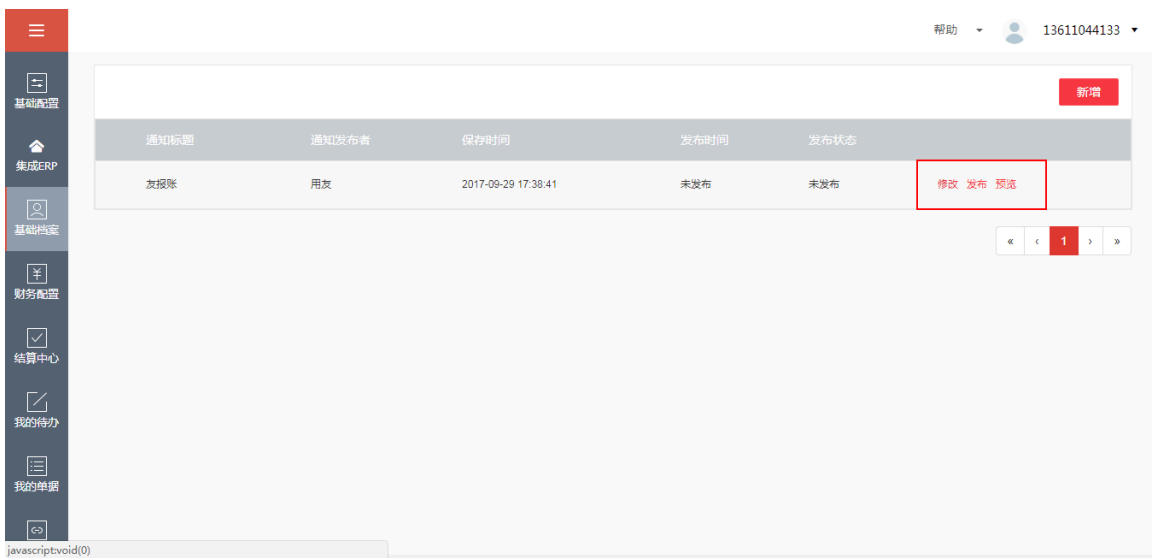 帮助 13611044133
基础配置
集成ERP
基础档案
财务配置
结算中心
我的待办
我的单据
新增
通知标题 通知发布者 保存时间 发布时间 发布状态
友报账 用友 2017-09-29 17:38:41 未发布 未发布 修改 发布 预览
« ‹ 1 › »
javascript:void(0)